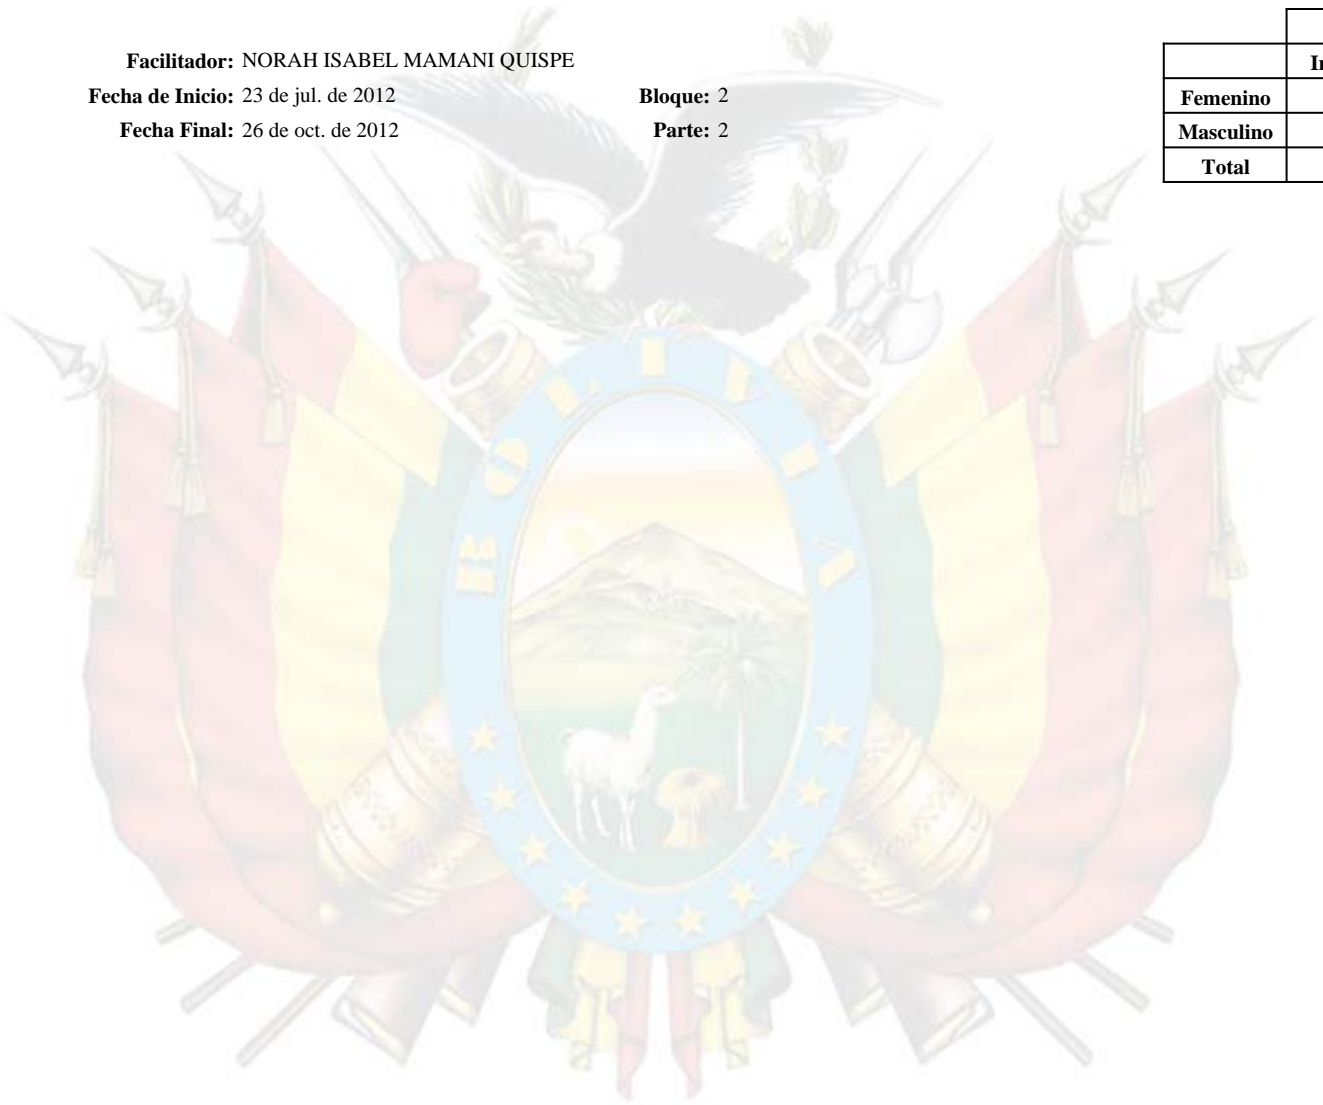 Facilitador: NORAH ISABEL MAMANI QUISPE
Fecha de Inicio: 23 de jul. de 2012 Bloque: 2
Fecha Final: 26 de oct. de 2012 Parte: 2
Femenino
Masculino
Total
BOLIVIA